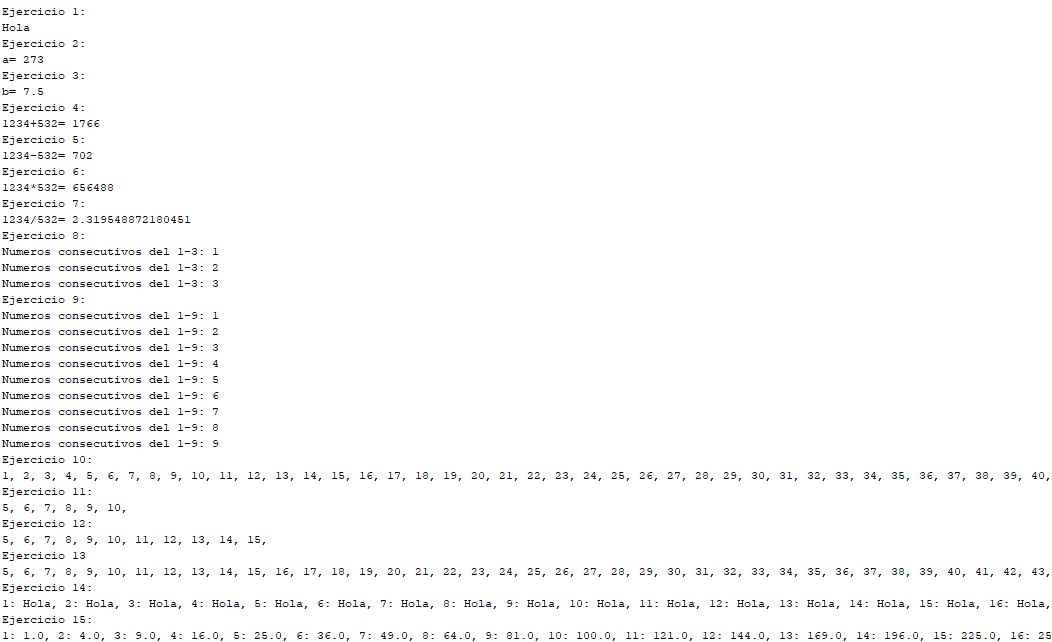 Ejercicio 1:
Hola
Ejercicio 2:
a= 273
Ejercicio 3:
b= 7.5
Ejercicio 4:
1234+532= 1766
Ejercicio 5:
1234-532= 702
Ejercicio 6:
1234*532= 656488
Ejercicio 7:
1234/532= 2.319548872180451
Ejercicio 8:
Numeros consecutivos del 1-3: 1
Numeros consecutivos del 1-3: 2
Numeros consecutivos del 1-3: 3
Ejercicio 9:
Numeros consecutivos del 1-9: 1
Numeros consecutivos del 1-9: 2
Numeros consecutivos del 1-9: 3
Numeros consecutivos del 1-9: 4
Numeros consecutivos del 1-9: 5
Numeros consecutivos del 1-9: 6
Numeros consecutivos del 1-9: 7
Numeros consecutivos del 1-9: 8
Numeros consecutivos del 1-9: 9
Ejercicio 10:
1, 2, 3, 4, 5, 6, 7, 8, 9, 10, 11, 12, 13, 14, 15, 16, 17, 18, 19, 20, 21, 22, 23, 24, 25, 26, 27, 28, 29, 30, 31, 32, 33, 34, 35, 36, 37, 38, 39, 40,
Ejercicio 11:
5, 6, 7, 8, 9, 10,
Ejercicio 12:
5, 6, 7, 8, 9, 10, 11, 12, 13, 14, 15,
Ejercicio 13
5, 6, 7, 8, 9, 10, 11, 12, 13, 14, 15, 16, 17, 18, 19, 20, 21, 22, 23, 24, 25, 26, 27, 28, 29, 30, 31, 32, 33, 34, 35, 36, 37, 38, 39, 40, 41, 42, 43,
Ejercicio 14:
1: Hola, 2: Hola, 3: Hola, 4: Hola, 5: Hola, 6: Hola, 7: Hola, 8: Hola, 9: Hola, 10: Hola, 11: Hola, 12: Hola, 13: Hola, 14: Hola, 15: Hola, 16: Hola,
Ejercicio 15:
1: 1.0, 2: 4.0, 3: 9.0, 4: 16.0, 5: 25.0, 6: 36.0, 7: 49.0, 8: 64.0, 9: 81.0, 10: 100.0, 11: 121.0, 12: 144.0, 13: 169.0, 14: 196.0, 15: 225.0, 16: 25